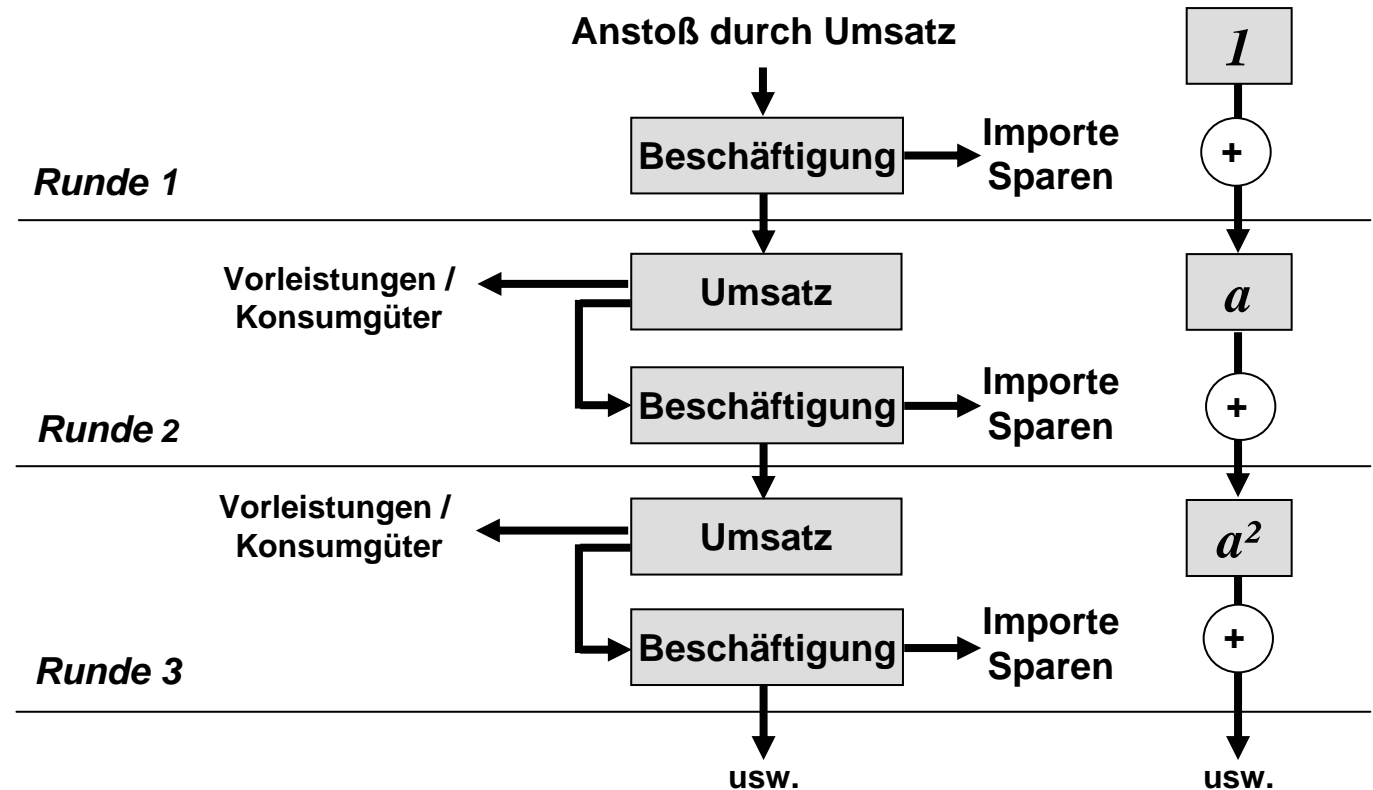 Anstoß durch Umsatz
1
Beschäftigung
Importe
Sparen
+
Runde 1
Vorleistungen /
Konsumgüter
Umsatz
a
Beschäftigung
Importe
Sparen
+
Runde 2
Vorleistungen /
Konsumgüter
Umsatz
a²
Beschäftigung
Importe
Sparen
+
Runde 3
usw.
usw.